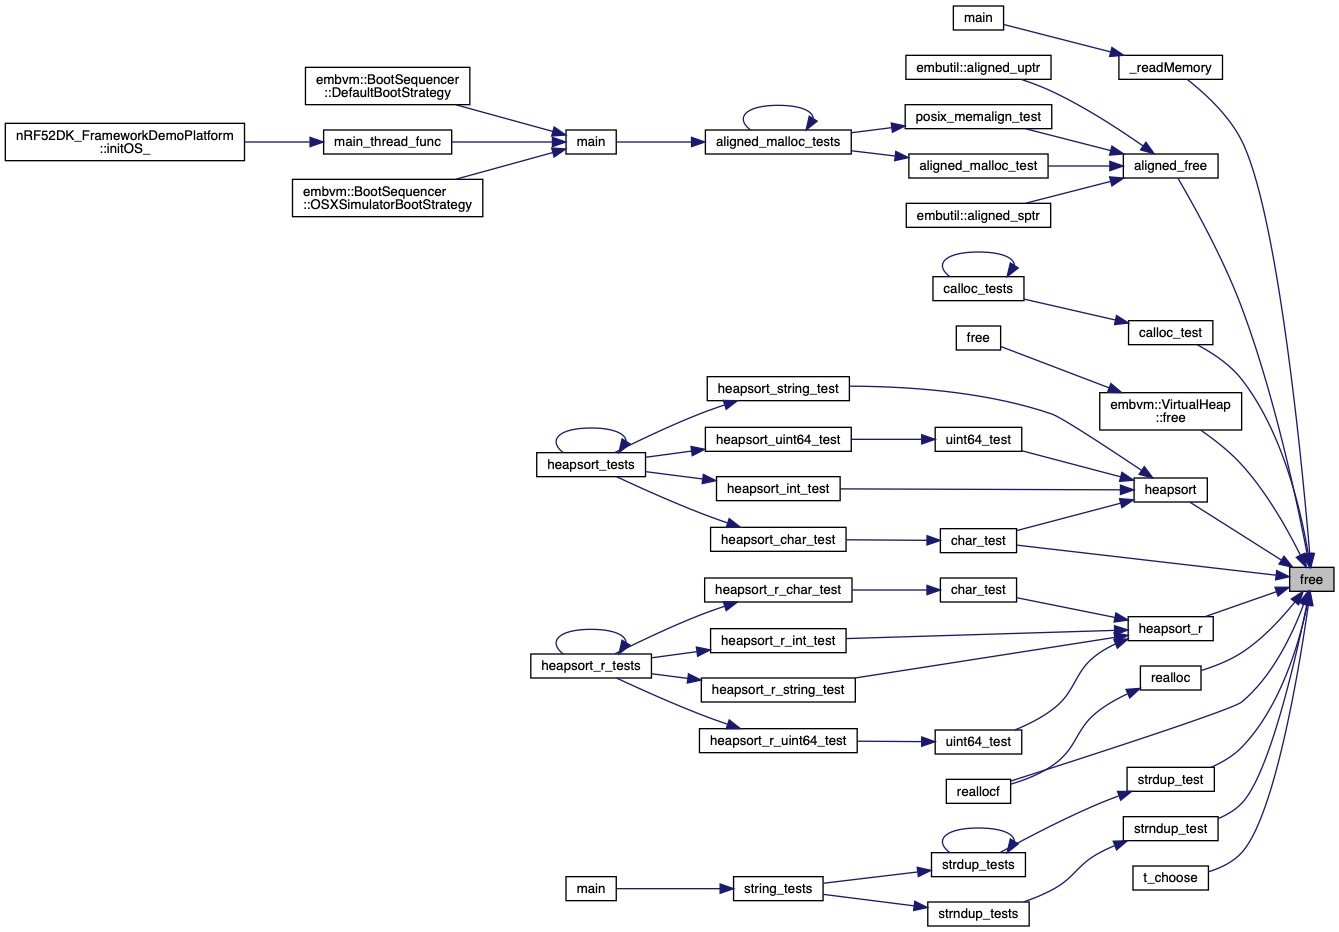 main
embutil::aligned_uptr
_readMemory
embvm::BootSequencer
::DefaultBootStrategy
posix_memalign_test
nRF52DK_FrameworkDemoPlatform
::initOS_
main_thread_func
main
aligned_malloc_tests
aligned_malloc_test
aligned_free
embvm::BootSequencer
::OSXSimulatorBootStrategy
embutil::aligned_sptr
calloc_tests
calloc_test
free
embvm::VirtualHeap
::free
heapsort_string_test
heapsort_uint64_test
uint64_test
heapsort_tests
heapsort_int_test
heapsort
heapsort_char_test
char_test
free
heapsort_r_char_test
char_test
heapsort_r_int_test
heapsort_r
heapsort_r_tests
heapsort_r_string_test
realloc
heapsort_r_uint64_test
uint64_test
reallocf
strdup_test
strndup_test
strdup_tests
t_choose
main
string_tests
strndup_tests